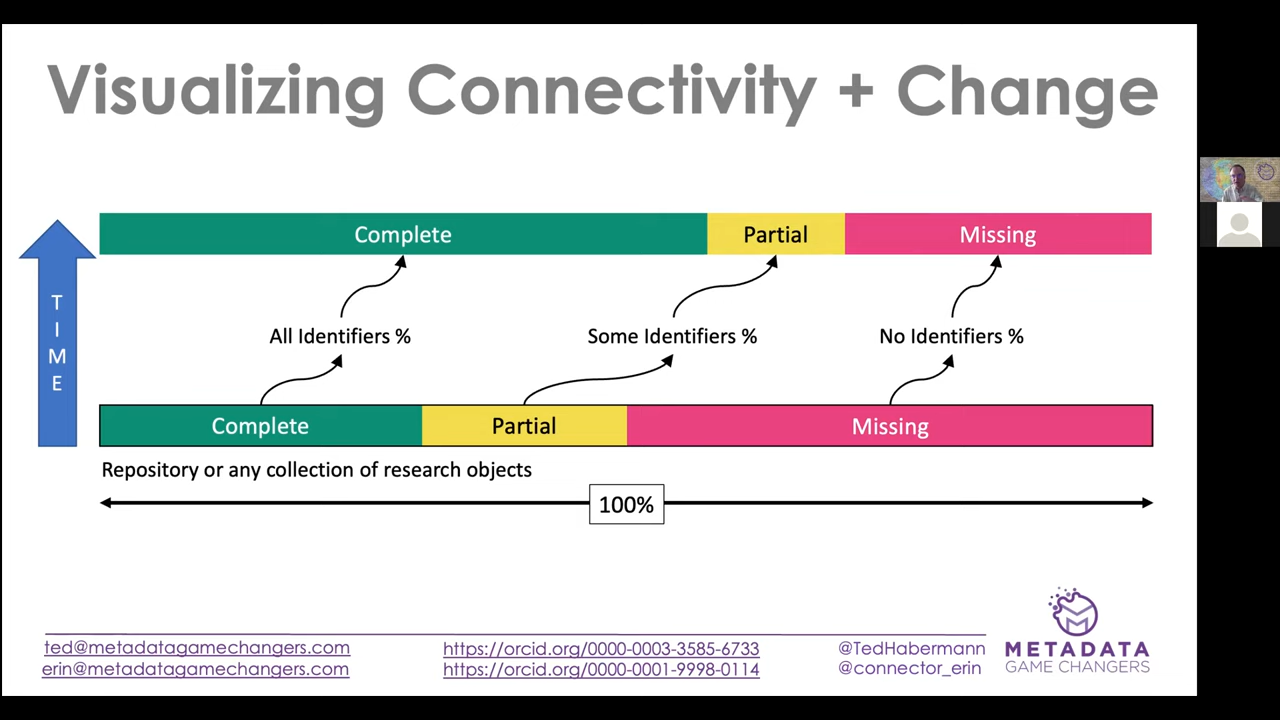 Visualizing Connectivity + Change
Complete Partial Missing
TIME
All Identifiers % Some Identifiers % No Identifiers %
Complete Partial Missing
Repository or any collection of research objects
100%
ted@metadatagamechangers.com https://orcid.org/0000-0003-3585-6733 @TedHabermann
erin@metadatagamechangers.com https://orcid.org/0000-0001-9998-0114 @connector_erin
METADATA
GAME CHANGERS